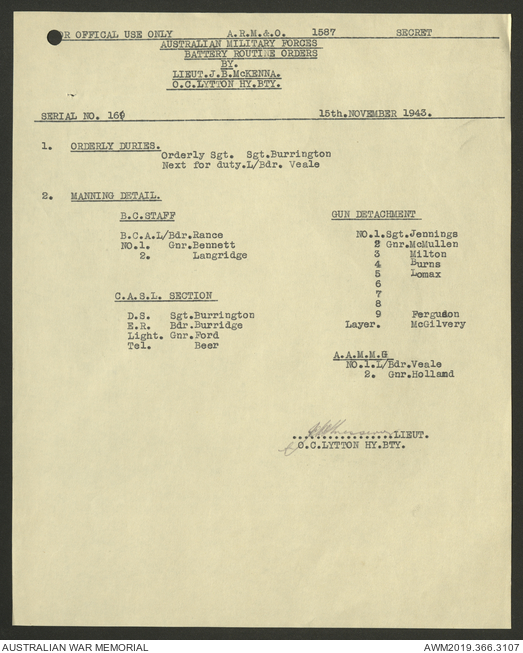 OR OFFICAL USE ONLY A.R.M.&.O. 1587 SECRET
AUSTRALIAN MILITARY FORCES
BATTERY ROUTINE ORDERS
BY.
LIEUT.J.B.McKENNA.
O.C.LYTTON HY.BTY.
SERIAL NO. 169 15th.NOVEMBER 1943.
1. ORDERLY DURIES.
Orderly Sgt. Sgt.Burrington
Next for duty.L/Bdr. Veale
2. MANNING DETAIL.
B.C.STAFF
B.C.A.L/Bdr.Rance
NO.1. Gnr.Bennett
2. Langridge
C.A.S.L. SECTION
D.S. Sgt.Burrington
E.R. Bdr.Burridge
Light. Gnr.Ford
Tel. Beer
GUN DETACHMENT
NO.1.Sgt.Jennings
2 Gnr.McMullen
3 Milton
4 Burns
5 Lomax
6
7
8
9 Ferguson
Layer. McGilvery
A.A.M.M.G
NO.1.L/Bdr.Veale
2. Gnr.Holland
LIEUT.
O.C.LYTTON HY.BTY.
AUSTRALIAN WAR MEMORIAL AWM2019.366.3107